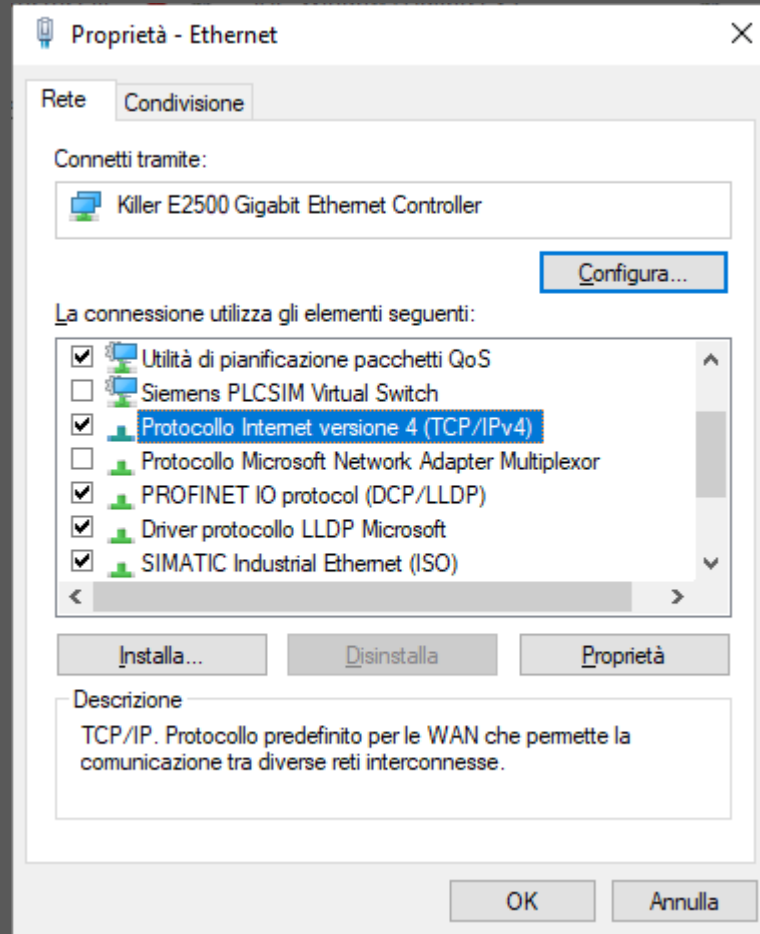 Proprietà - Ethernet
Rete
Condivisione
Connetti tramite:
Killer E2500 Gigabit Ethernet Controller
Configura...
La connessione utilizza gli elementi seguenti:
Utilità di pianificazione pacchetti QoS
Siemens PLCSIM Virtual Switch
Protocollo Internet versione 4 (TCP/IPv4)
Protocollo Microsoft Network Adapter Multiplexor
PROFINET IO protocol (DCP/LLDP)
Driver protocollo LLDP Microsoft
SIMATIC Industrial Ethernet (ISO)
Installa...
Disinstalla
Proprietà
Descrizione
TCP/IP. Protocollo predefinito per le WAN che permette la
comunicazione tra diverse reti interconnesse.
OK
Annulla